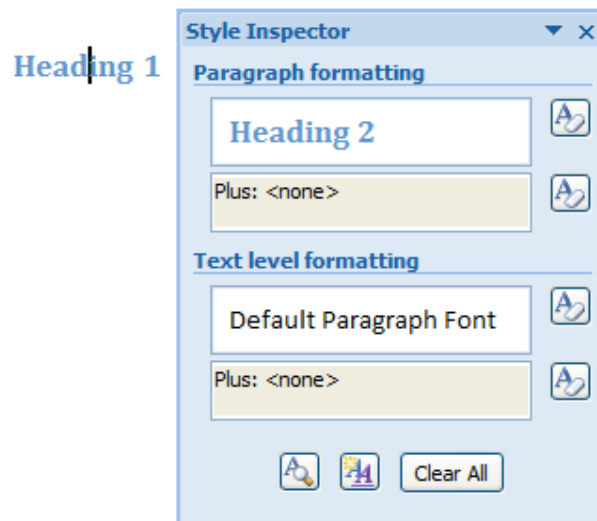 Heading 1
Style Inspector
Paragraph formatting
Heading 2
Plus: <none>
Text level formatting
Default Paragraph Font
Plus: <none>
Clear All